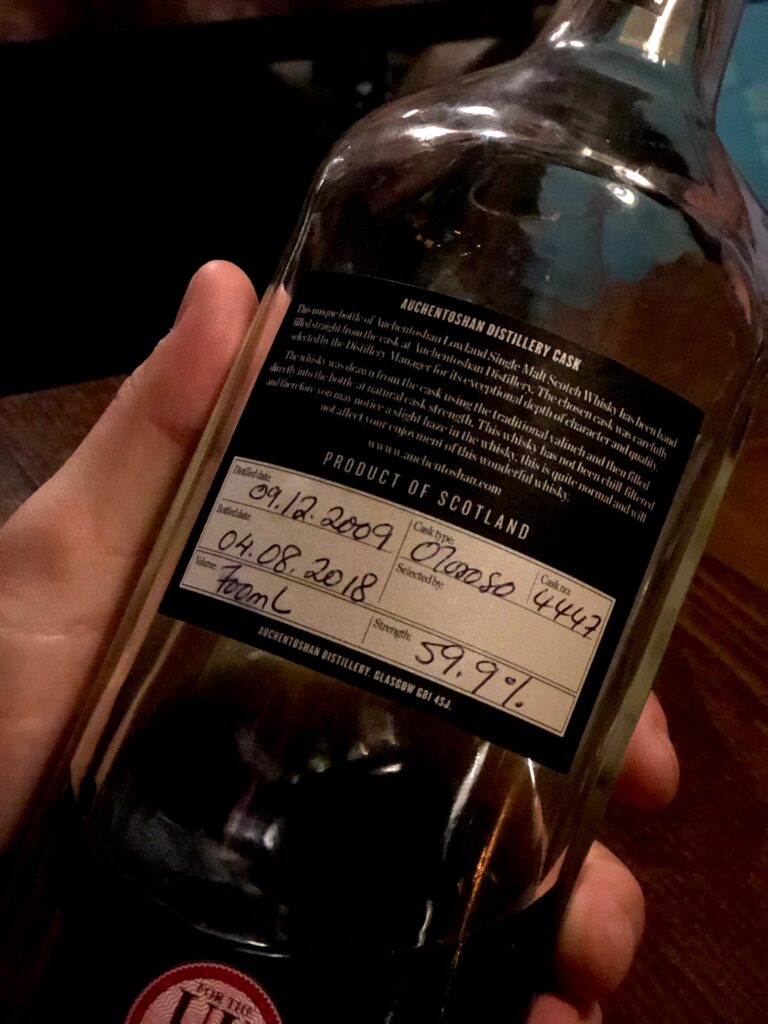 AUCHENTOSHAN DISTILLERY CASK
This unique bottle of Auchentoshan Lowland Single Malt Scotch Whisky has been hand
filled straight from the cask at Auchentoshan Distillery. The chosen cask was carefully
selected by the Distillery Manager for its exceptional depth of character and quality.
The whisky was drawn from the cask using the traditional valinch and then filled
directly into the bottle at natural cask strength. This whisky has not been chill-filtered
and therefore you may notice a slight haze in the whisky, this is quite normal and will
not affect your enjoyment of this wonderful whisky.
www.auchentoshan.com
PRODUCT OF SCOTLAND
Distilled date: 09.12.2009
Cask type: Oloroso
Cask no: 4447
Bottled date: 04.08.2018
Selected by:
Volume: 700mL
Strength: 59.9%
AUCHENTOSHAN DISTILLERY, GLASGOW G81 4SJ.
FOR THE